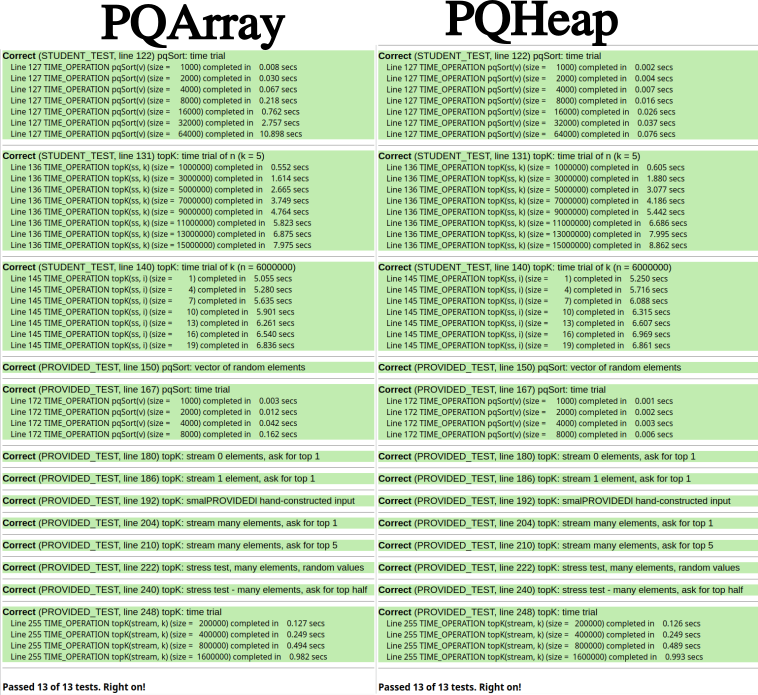 PQArray
Correct (STUDENT_TEST, line 122) pqSort: time trial
Line 127 TIME_OPERATION pqSort(v) (size = 1000) completed in 0.008 secs
Line 127 TIME_OPERATION pqSort(v) (size = 2000) completed in 0.030 secs
Line 127 TIME_OPERATION pqSort(v) (size = 4000) completed in 0.067 secs
Line 127 TIME_OPERATION pqSort(v) (size = 8000) completed in 0.218 secs
Line 127 TIME_OPERATION pqSort(v) (size = 16000) completed in 0.762 secs
Line 127 TIME_OPERATION pqSort(v) (size = 32000) completed in 2.757 secs
Line 127 TIME_OPERATION pqSort(v) (size = 64000) completed in 10.898 secs
Correct (STUDENT_TEST, line 131) topK: time trial of n (k = 5)
Line 136 TIME_OPERATION topK(ss, k) (size = 1000000) completed in 0.552 secs
Line 136 TIME_OPERATION topK(ss, k) (size = 3000000) completed in 1.614 secs
Line 136 TIME_OPERATION topK(ss, k) (size = 5000000) completed in 2.665 secs
Line 136 TIME_OPERATION topK(ss, k) (size = 7000000) completed in 3.749 secs
Line 136 TIME_OPERATION topK(ss, k) (size = 9000000) completed in 4.764 secs
Line 136 TIME_OPERATION topK(ss, k) (size = 11000000) completed in 5.823 secs
Line 136 TIME_OPERATION topK(ss, k) (size = 13000000) completed in 6.875 secs
Line 136 TIME_OPERATION topK(ss, k) (size = 15000000) completed in 7.975 secs
Correct (STUDENT_TEST, line 140) topK: time trial of k (n = 6000000)
Line 145 TIME_OPERATION topK(ss, i) (size = 1) completed in 5.055 secs
Line 145 TIME_OPERATION topK(ss, i) (size = 4) completed in 5.280 secs
Line 145 TIME_OPERATION topK(ss, i) (size = 7) completed in 5.635 secs
Line 145 TIME_OPERATION topK(ss, i) (size = 10) completed in 5.901 secs
Line 145 TIME_OPERATION topK(ss, i) (size = 13) completed in 6.261 secs
Line 145 TIME_OPERATION topK(ss, i) (size = 16) completed in 6.540 secs
Line 145 TIME_OPERATION topK(ss, i) (size = 19) completed in 6.836 secs
Correct (PROVIDED_TEST, line 150) pqSort: vector of random elements
Correct (PROVIDED_TEST, line 167) pqSort: time trial
Line 172 TIME_OPERATION pqSort(v) (size = 1000) completed in 0.003 secs
Line 172 TIME_OPERATION pqSort(v) (size = 2000) completed in 0.012 secs
Line 172 TIME_OPERATION pqSort(v) (size = 4000) completed in 0.042 secs
Line 172 TIME_OPERATION pqSort(v) (size = 8000) completed in 0.162 secs
Correct (PROVIDED_TEST, line 180) topK: stream 0 elements, ask for top 1
Correct (PROVIDED_TEST, line 186) topK: stream 1 element, ask for top 1
Correct (PROVIDED_TEST, line 192) topK: smalPROVIDEDl hand-constructed input
Correct (PROVIDED_TEST, line 204) topK: stream many elements, ask for top 1
Correct (PROVIDED_TEST, line 210) topK: stream many elements, ask for top 5
Correct (PROVIDED_TEST, line 222) topK: stress test, many elements, random values
Correct (PROVIDED_TEST, line 240) topK: stress test - many elements, ask for top half
Correct (PROVIDED_TEST, line 248) topK: time trial
Line 255 TIME_OPERATION topK(stream, k) (size = 200000) completed in 0.127 secs
Line 255 TIME_OPERATION topK(stream, k) (size = 400000) completed in 0.249 secs
Line 255 TIME_OPERATION topK(stream, k) (size = 800000) completed in 0.494 secs
Line 255 TIME_OPERATION topK(stream, k) (size = 1600000) completed in 0.982 secs
Passed 13 of 13 tests. Right on!
PQHeap
Correct (STUDENT_TEST, line 122) pqSort: time trial
Line 127 TIME_OPERATION pqSort(v) (size = 1000) completed in 0.002 secs
Line 127 TIME_OPERATION pqSort(v) (size = 2000) completed in 0.004 secs
Line 127 TIME_OPERATION pqSort(v) (size = 4000) completed in 0.007 secs
Line 127 TIME_OPERATION pqSort(v) (size = 8000) completed in 0.016 secs
Line 127 TIME_OPERATION pqSort(v) (size = 16000) completed in 0.026 secs
Line 127 TIME_OPERATION pqSort(v) (size = 32000) completed in 0.037 secs
Line 127 TIME_OPERATION pqSort(v) (size = 64000) completed in 0.076 secs
Correct (STUDENT_TEST, line 131) topK: time trial of n (k = 5)
Line 136 TIME_OPERATION topK(ss, k) (size = 1000000) completed in 0.605 secs
Line 136 TIME_OPERATION topK(ss, k) (size = 3000000) completed in 1.880 secs
Line 136 TIME_OPERATION topK(ss, k) (size = 5000000) completed in 3.077 secs
Line 136 TIME_OPERATION topK(ss, k) (size = 7000000) completed in 4.186 secs
Line 136 TIME_OPERATION topK(ss, k) (size = 9000000) completed in 5.442 secs
Line 136 TIME_OPERATION topK(ss, k) (size = 11000000) completed in 6.686 secs
Line 136 TIME_OPERATION topK(ss, k) (size = 13000000) completed in 7.995 secs
Line 136 TIME_OPERATION topK(ss, k) (size = 15000000) completed in 8.862 secs
Correct (STUDENT_TEST, line 140) topK: time trial of k (n = 6000000)
Line 145 TIME_OPERATION topK(ss, i) (size = 1) completed in 5.250 secs
Line 145 TIME_OPERATION topK(ss, i) (size = 4) completed in 5.716 secs
Line 145 TIME_OPERATION topK(ss, i) (size = 7) completed in 6.088 secs
Line 145 TIME_OPERATION topK(ss, i) (size = 10) completed in 6.315 secs
Line 145 TIME_OPERATION topK(ss, i) (size = 13) completed in 6.607 secs
Line 145 TIME_OPERATION topK(ss, i) (size = 16) completed in 6.969 secs
Line 145 TIME_OPERATION topK(ss, i) (size = 19) completed in 6.861 secs
Correct (PROVIDED_TEST, line 150) pqSort: vector of random elements
Correct (PROVIDED_TEST, line 167) pqSort: time trial
Line 172 TIME_OPERATION pqSort(v) (size = 1000) completed in 0.001 secs
Line 172 TIME_OPERATION pqSort(v) (size = 2000) completed in 0.002 secs
Line 172 TIME_OPERATION pqSort(v) (size = 4000) completed in 0.003 secs
Line 172 TIME_OPERATION pqSort(v) (size = 8000) completed in 0.006 secs
Correct (PROVIDED_TEST, line 180) topK: stream 0 elements, ask for top 1
Correct (PROVIDED_TEST, line 186) topK: stream 1 element, ask for top 1
Correct (PROVIDED_TEST, line 192) topK: smalPROVIDEDl hand-constructed input
Correct (PROVIDED_TEST, line 204) topK: stream many elements, ask for top 1
Correct (PROVIDED_TEST, line 210) topK: stream many elements, ask for top 5
Correct (PROVIDED_TEST, line 222) topK: stress test, many elements, random values
Correct (PROVIDED_TEST, line 240) topK: stress test - many elements, ask for top half
Correct (PROVIDED_TEST, line 248) topK: time trial
Line 255 TIME_OPERATION topK(stream, k) (size = 200000) completed in 0.126 secs
Line 255 TIME_OPERATION topK(stream, k) (size = 400000) completed in 0.249 secs
Line 255 TIME_OPERATION topK(stream, k) (size = 800000) completed in 0.489 secs
Line 255 TIME_OPERATION topK(stream, k) (size = 1600000) completed in 0.993 secs
Passed 13 of 13 tests. Right on!